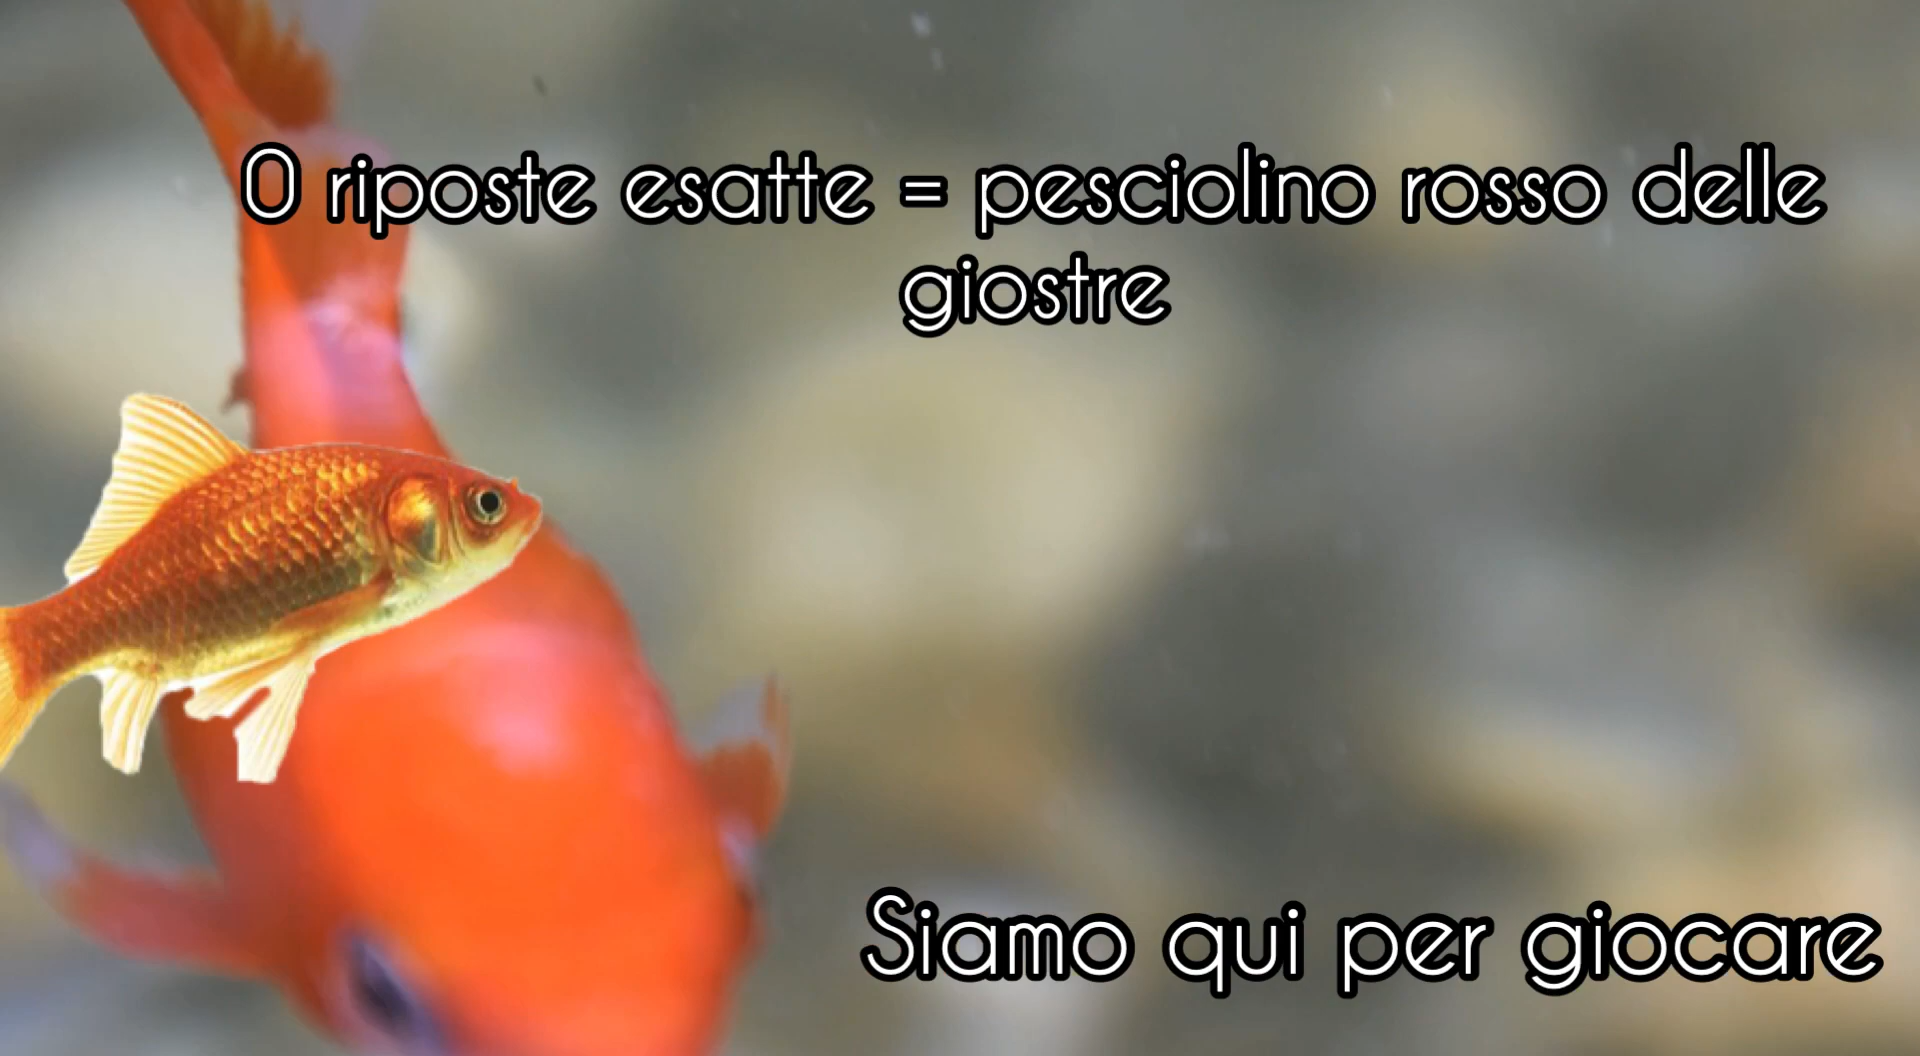 0 riposte esatte = pesciolino rosso delle
giostre
Siamo qui per giocare